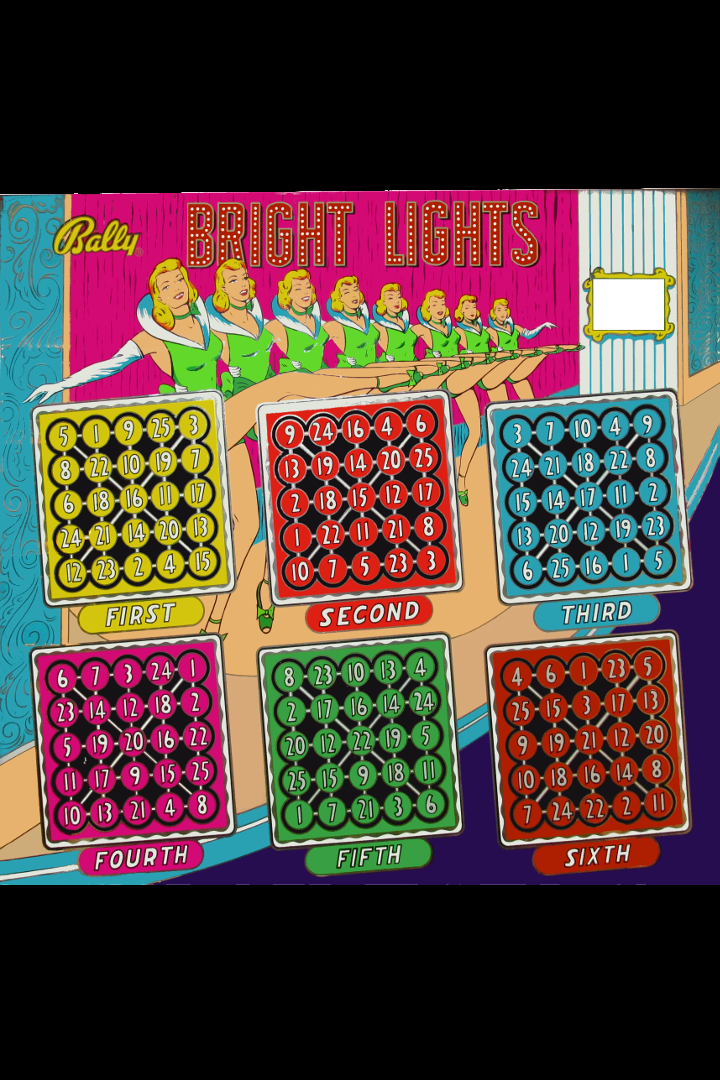 Bally
BRIGHT LIGHTS
5 1 9 25 3
8 22 10 19 7
6 18 16 11 17
24 21 14 20 13
12 23 2 4 15
FIRST
9 24 16 4 6
13 19 14 20 25
2 18 15 12 17
1 22 11 21 8
10 7 5 23 3
SECOND
3 7 10 4 9
24 21 18 22 8
15 14 17 11 2
13 20 12 19 23
6 25 16 1 5
THIRD
6 7 3 24 1
23 14 12 18 2
5 19 20 16 22
11 17 9 15 25
10 13 21 4 8
FOURTH
8 23 10 13 4
2 17 16 14 24
20 12 22 19 5
25 15 9 18 11
1 7 21 3 6
FIFTH
4 6 1 23 5
25 15 3 17 13
9 19 21 12 20
10 18 16 14 8
7 24 22 2 11
SIXTH